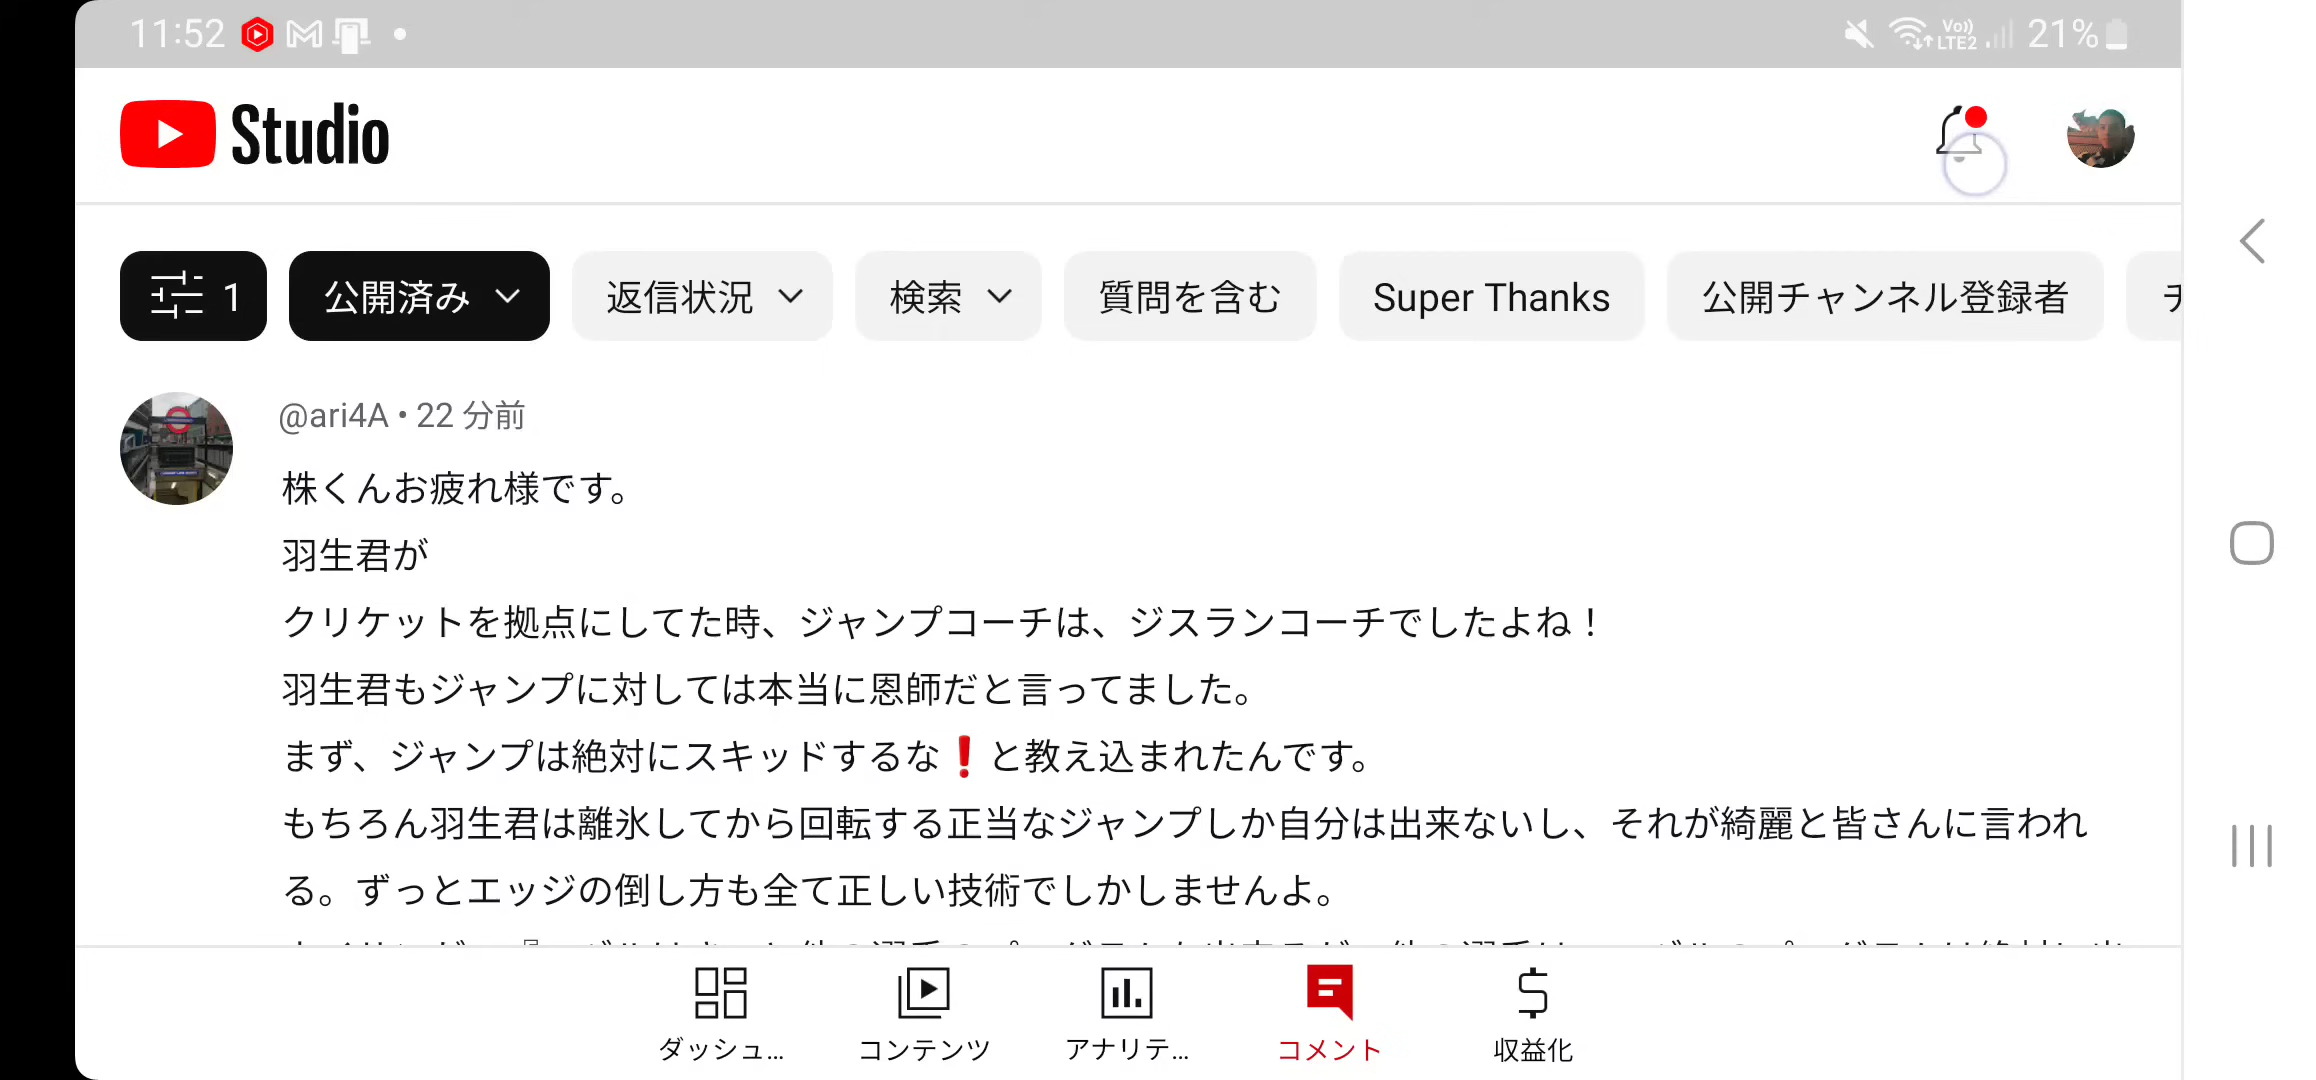 11:52
Vo)) LTE2 21%
Studio
1 公開済み 返信状況 検索 質問を含む Super Thanks 公開チャンネル登録者
@ari4A • 22 分前
株くんお疲れ様です。
羽生君が
クリケットを拠点にしてた時、ジャンプコーチは、ジスランコーチでしたよね！
羽生君もジャンプに対しては本当に恩師だと言ってました。
まず、ジャンプは絶対にスキッドするな❗と教え込まれたんです。
もちろん羽生君は離氷してから回転する正当なジャンプしか自分は出来ないし、それが綺麗と皆さんに言われ
る。ずっとエッジの倒し方も全て正しい技術でしかしませんよ。
ダッシュ... コンテンツ アナリテ... コメント 収益化